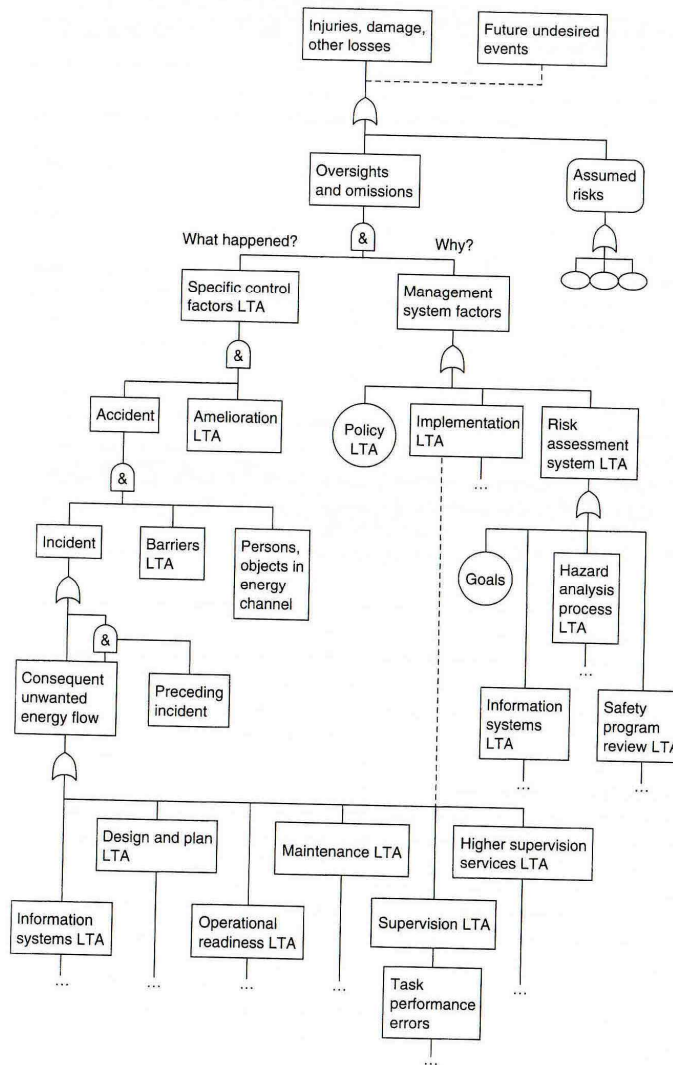 Injuries, damage,
other losses
Future undesired
events
Oversights
and omissions
Assumed
risks
&
What happened?
Why?
Specific control
factors LTA
Management
system factors
&
Accident
Amelioration
LTA
Policy
LTA
Implementation
LTA
Risk
assessment
system LTA
&
...
Incident
Barriers
LTA
Persons,
objects in
energy
channel
Goals
Hazard
analysis
process
LTA
&
...
Consequent
unwanted
energy flow
Preceding
incident
Information
systems
LTA
Safety
program
review LTA
...
...
Design and plan
LTA
Maintenance LTA
Higher supervision
services LTA
Information
systems LTA
Operational
readiness LTA
Supervision LTA
...
...
...
...
...
Task
performance
errors
...